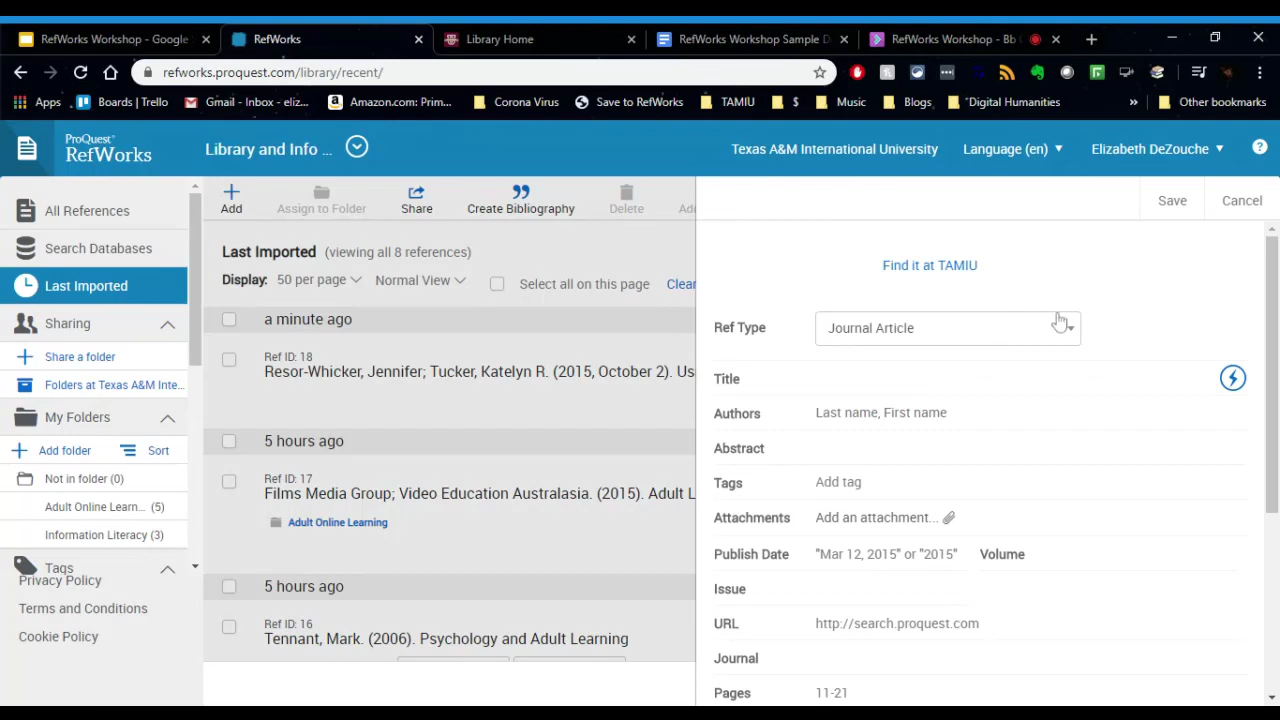 RefWorks Workshop - Google
RefWorks
Library Home
RefWorks Workshop Sample D
RefWorks Workshop - Bb
refworks.proquest.com/library/recent/
Apps
Boards | Trello
Gmail - Inbox - eliz...
Amazon.com: Prim...
Corona Virus
Save to RefWorks
TAMIU
$
Music
Blogs
"Digital Humanities
»
Other bookmarks
ProQuest®
RefWorks
Library and Info ...
Texas A&M International University
Language (en)
Elizabeth DeZouche
?
All References
Search Databases
Last Imported
Sharing
Share a folder
Folders at Texas A&M Inte...
My Folders
Add folder
Sort
Not in folder (0)
Adult Online Learn... (5)
Information Literacy (3)
Tags
Privacy Policy
Terms and Conditions
Cookie Policy
Add
Assign to Folder
Share
Create Bibliography
Delete
Ad
Last Imported (viewing all 8 references)
Display: 50 per page Normal View Select all on this page Clear
a minute ago
Ref ID: 18
Resor-Whicker, Jennifer; Tucker, Katelyn R. (2015, October 2). Us
5 hours ago
Ref ID: 17
Films Media Group; Video Education Australasia. (2015). Adult L
Adult Online Learning
5 hours ago
Ref ID: 16
Tennant, Mark. (2006). Psychology and Adult Learning
Save
Cancel
Find it at TAMIU
Ref Type Journal Article
Title
Authors Last name, First name
Abstract
Tags Add tag
Attachments Add an attachment...
Publish Date "Mar 12, 2015" or "2015" Volume
Issue
URL http://search.proquest.com
Journal
Pages 11-21